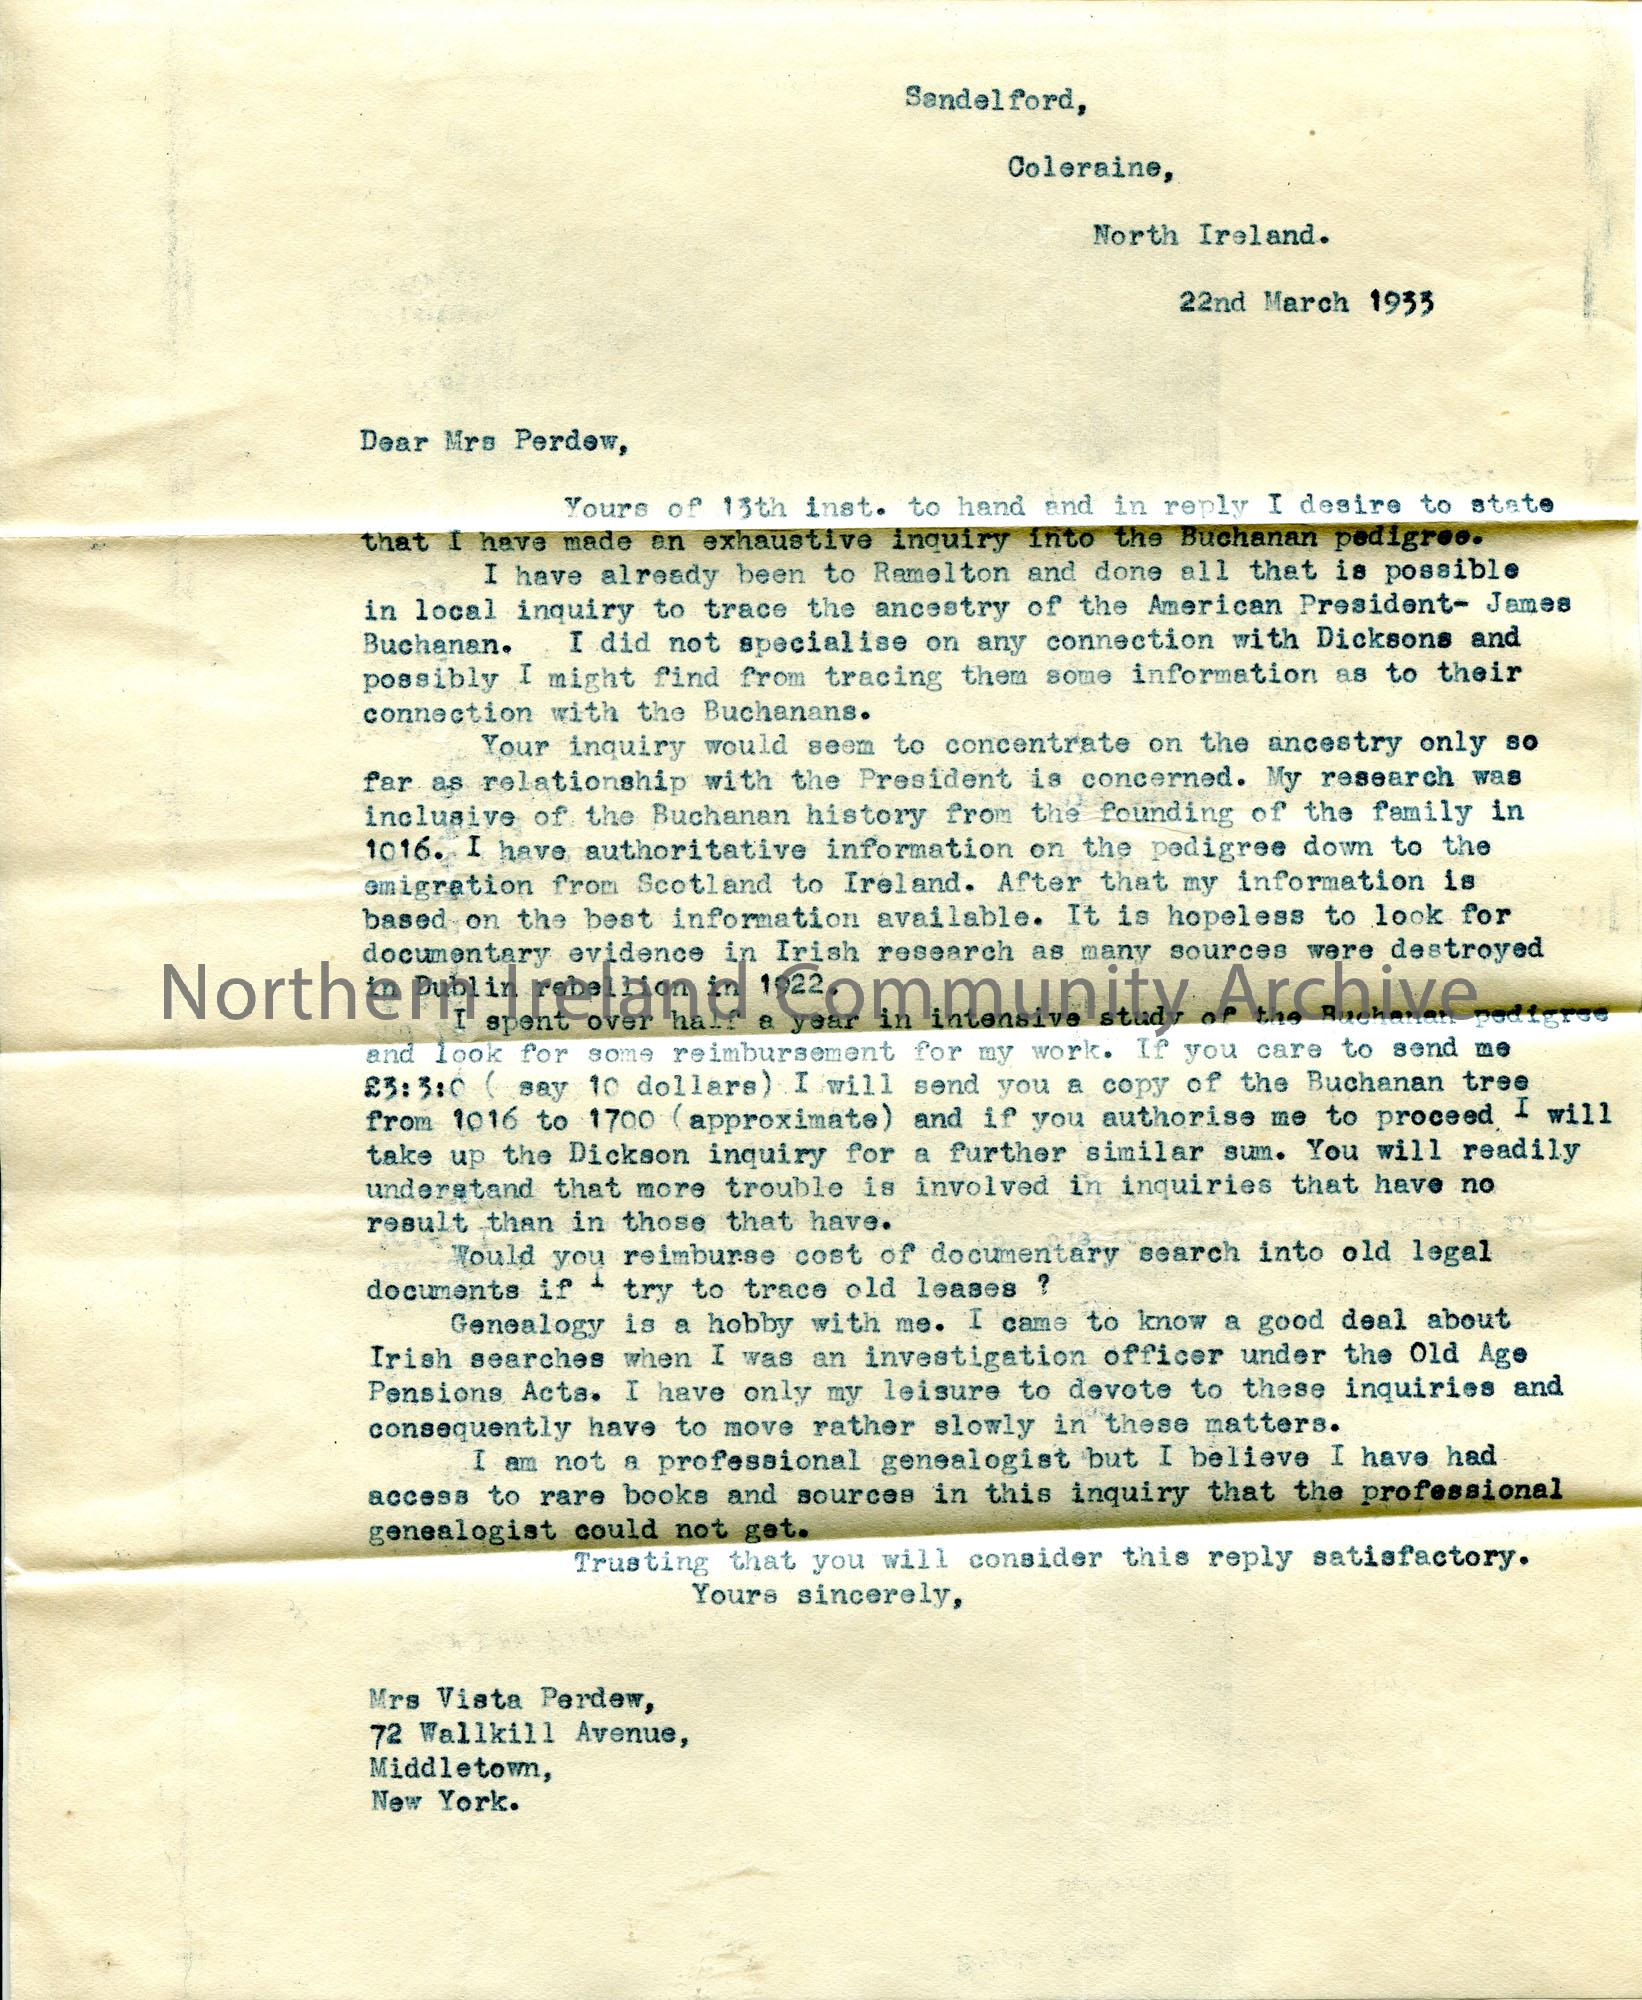 Sandelford,
Coleraine,
North Ireland.
22nd March 1933
Dear Mrs Perdew,
Yours of 13th inst. to hand and in reply I desire to state
that I have made an exhaustive inquiry into the Buchanan pedigree.
I have already been to Ramelton and done all that is possible
in local inquiry to trace the ancestry of the American President- James
Buchanan. I did not specialise on any connection with Dicksons and
possibly I might find from tracing them some information as to their
connection with the Buchanans.
Your inquiry would seem to concentrate on the ancestry only so
far as relationship with the President is concerned. My research was
inclusive of the Buchanan history from the founding of the family in
1016. I have authoritative information on the pedigree down to the
emigration from Scotland to Ireland. After that my information is
based on the best information available. It is hopeless to look for
documentary evidence in Irish research as many sources were destroyed
in Dublin rebellion in 1922.
Northern Ireland Community Archive
I spent over half a year in intensive study of the Buchanan pedigree
and look for some reimbursement for my work. If you care to send me
£3:3:0 ( say 10 dollars) I will send you a copy of the Buchanan tree
from 1016 to 1700 (approximate) and if you authorise me to proceed I will
take up the Dickson inquiry for a further similar sum. You will readily
understand that more trouble is involved in inquiries that have no
result than in those that have.
Would you reimburse cost of documentary search into old legal
documents if I try to trace old leases ?
Genealogy is a hobby with me. I came to know a good deal about
Irish searches when I was an investigation officer under the Old Age
Pensions Acts. I have only my leisure to devote to these inquiries and
consequently have to move rather slowly in these matters.
I am not a professional genealogist but I believe I have had
access to rare books and sources in this inquiry that the professional
genealogist could not get.
Trusting that you will consider this reply satisfactory.
Yours sincerely,
Mrs Vista Perdew,
72 Wallkill Avenue,
Middletown,
New York.